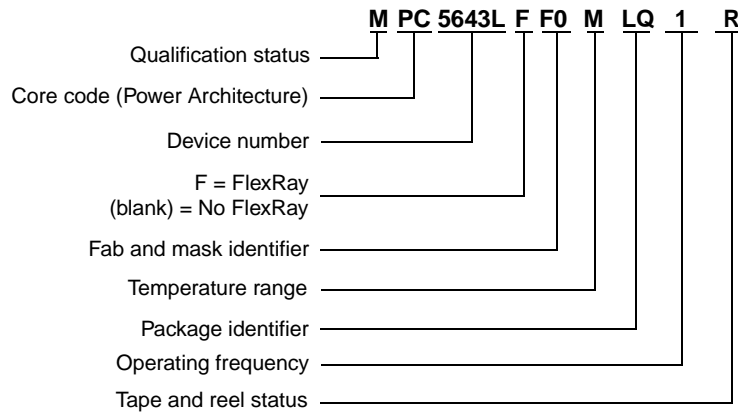 M PC 5643L F F0 M LQ 1 R
Qualification status
Core code (Power Architecture)
Device number
F = FlexRay
(blank) = No FlexRay
Fab and mask identifier
Temperature range
Package identifier
Operating frequency
Tape and reel status